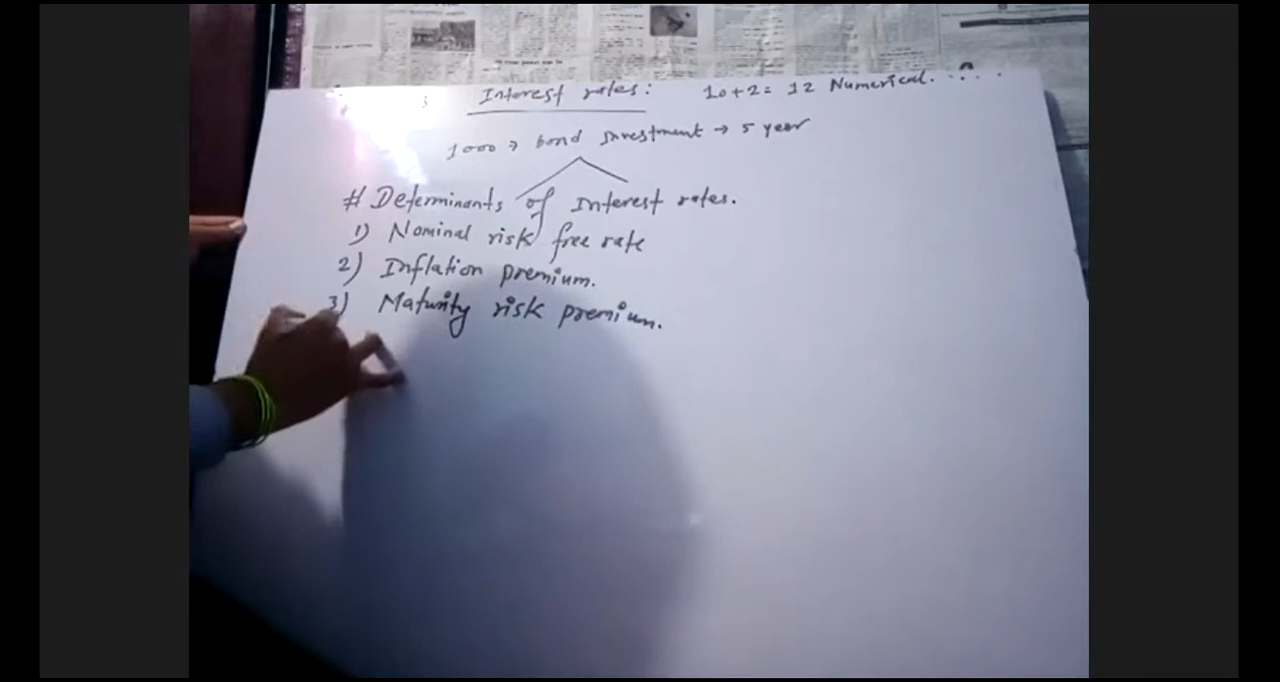 Interest rates: 10+2= 12 Numerical. . . . .
1000 → bond investment → 5 year
# Determinants of Interest rates.
1) Nominal risk free rate
2) Inflation premium.
3) Maturity risk premium.